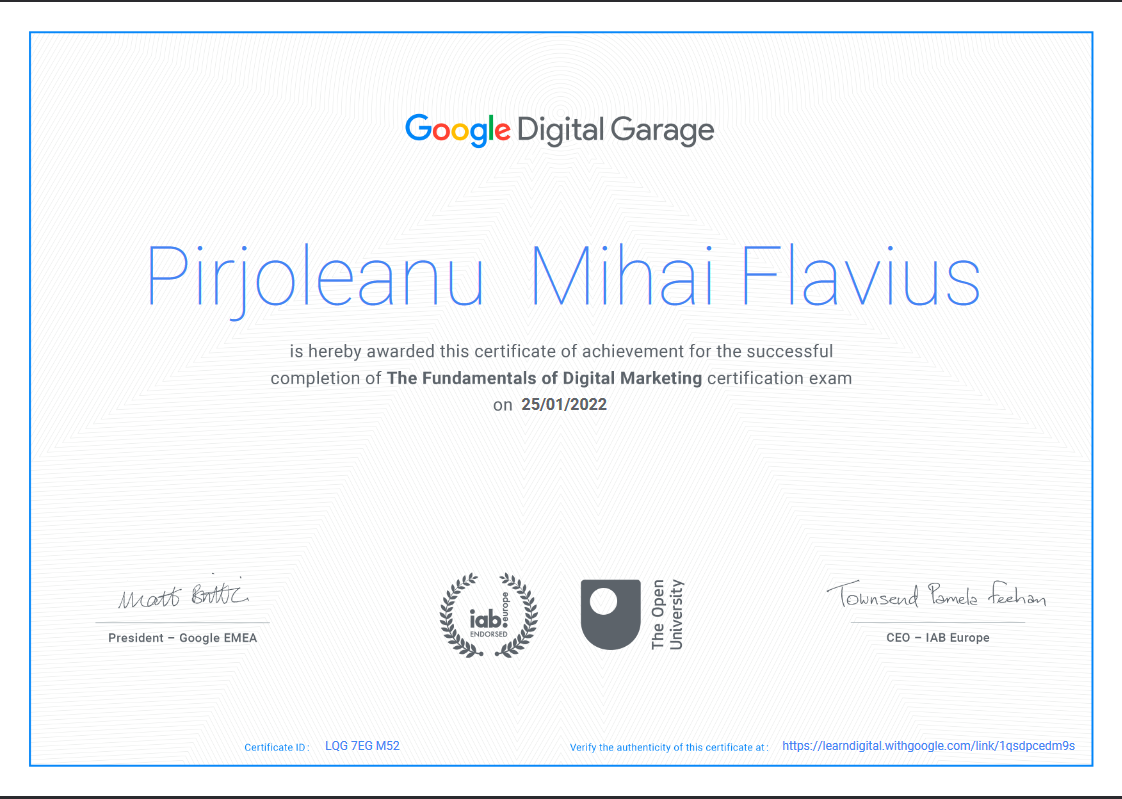 Google Digital Garage
Pirjoleanu Mihai Flavius
is hereby awarded this certificate of achievement for the successful
completion of The Fundamentals of Digital Marketing certification exam
on 25/01/2022
Matt Brittin
President – Google EMEA
iab. europe
ENDORSED
The Open
University
Townsend Pamela Feehan
CEO – IAB Europe
Certificate ID : LQG 7EG M52
Verify the authenticity of this certificate at : https://learndigital.withgoogle.com/link/1qsdpcedm9s